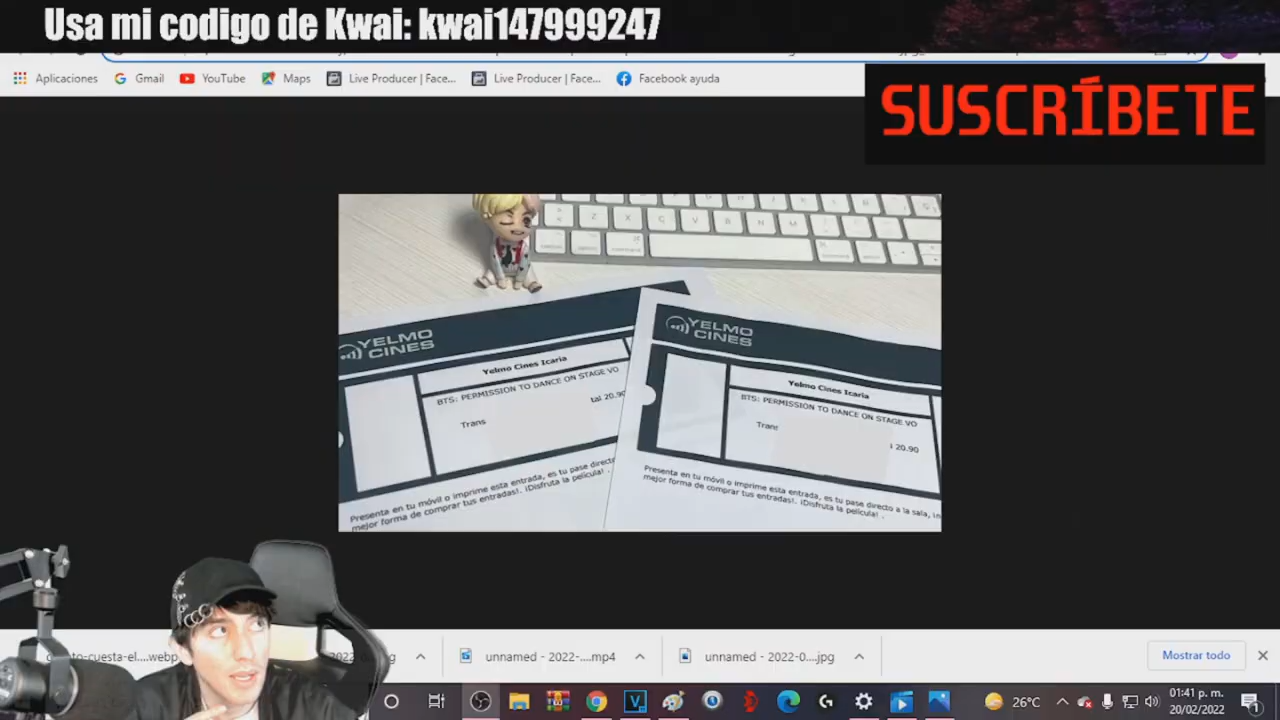 Usa mi codigo de Kwai: kwai147999247
Aplicaciones
Gmail
YouTube
Maps
Live Producer | Face...
Live Producer | Face...
Facebook ayuda
SUSCRÍBETE
YELMO
CINES
Yelmo Cines Icaria
BTS: PERMISSION TO DANCE ON STAGE VO
tal 20.90
Trans
Presenta en tu móvil o imprime esta entrada, es tu pase directo
mejor forma de comprar tus entradas!. ¡Disfruta la película! .
YELMO
CINES
Yelmo Cines Icaria
BTS: PERMISSION TO DANCE ON STAGE VO
Trans
l 20.90
Presenta en tu móvil o imprime esta entrada, es tu pase directo a la sala,
mejor forma de comprar tus entradas!. ¡Disfruta la película! .
unnamed - 2022-....mp4
unnamed - 2022-0....jpg
Mostrar todo
26°C
01:41 p. m.
20/02/2022